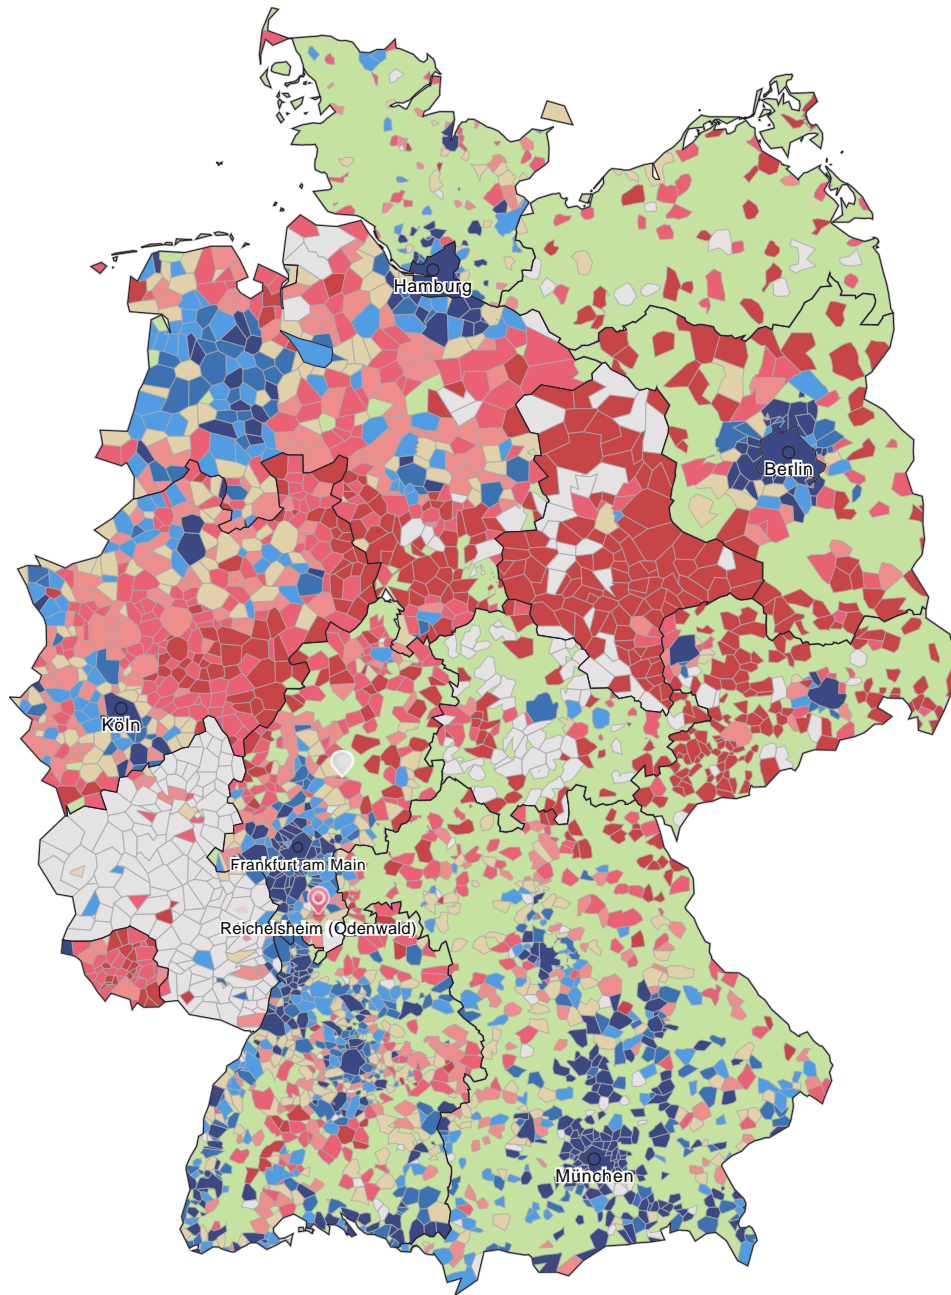 Hamburg
Berlin
Köln
Frankfurt am Main
Reichelsheim (Odenwald)
München